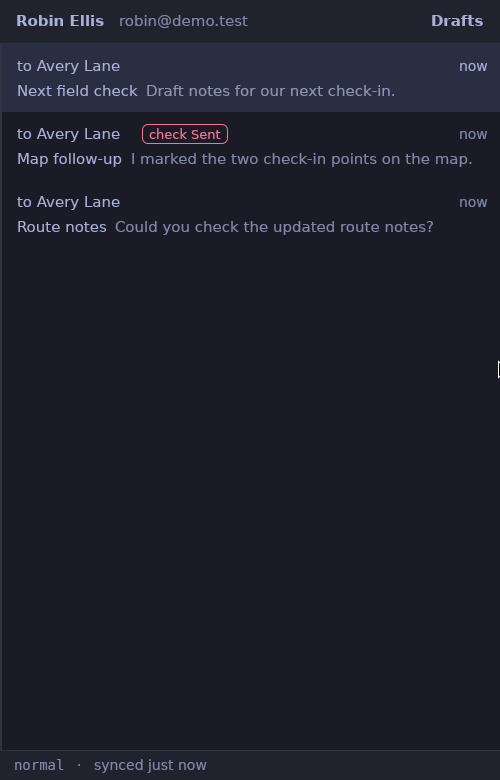 Robin Ellis robin@demo.test Drafts
to Avery Lane now
Next field check Draft notes for our next check-in.
to Avery Lane check Sent now
Map follow-up I marked the two check-in points on the map.
to Avery Lane now
Route notes Could you check the updated route notes?
normal · synced just now